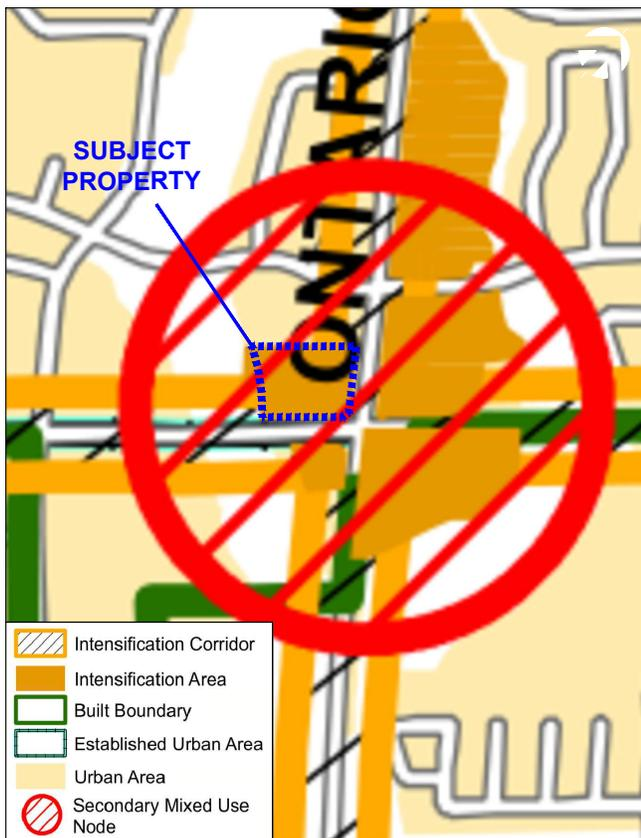 ONTARIO
SUBJECT
PROPERTY
Intensification Corridor
Intensification Area
Built Boundary
Established Urban Area
Urban Area
Secondary Mixed Use
Node